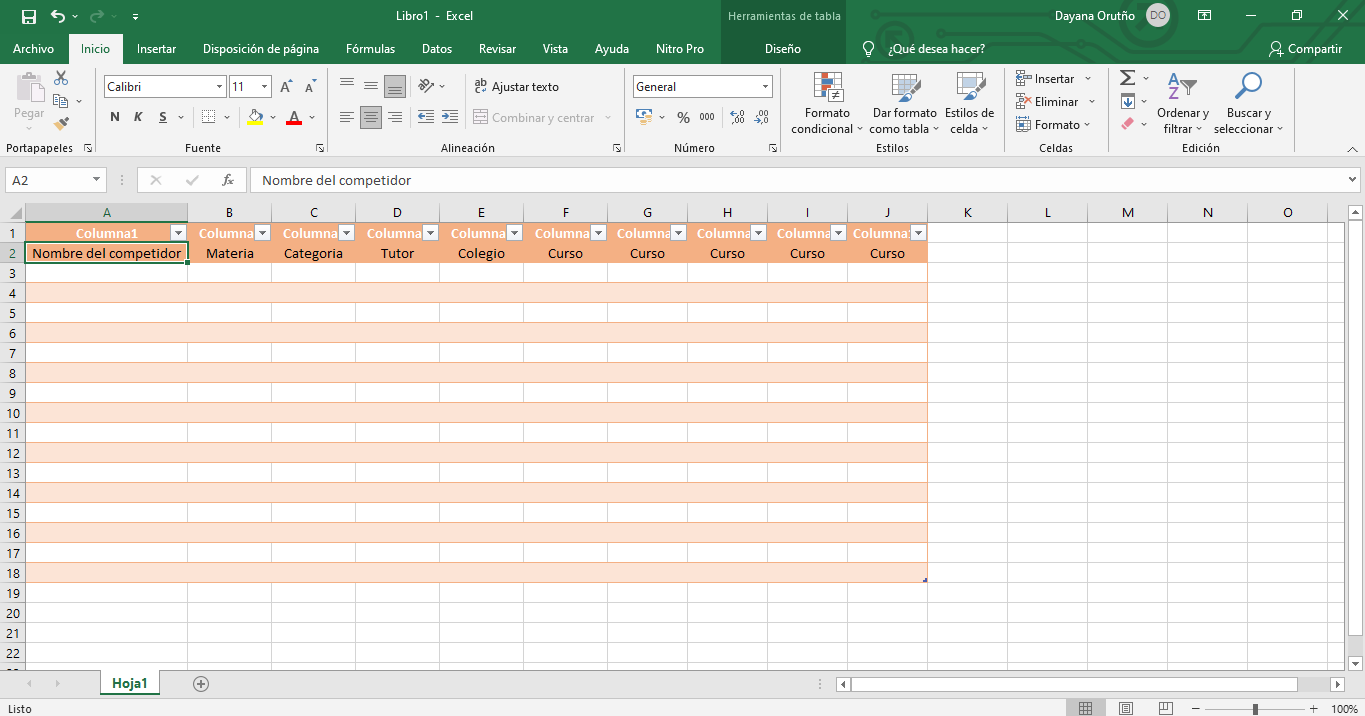 Libro1 - Excel
Herramientas de tabla
Dayana Orutño DO
Archivo Inicio Insertar Disposición de página Fórmulas Datos Revisar Vista Ayuda Nitro Pro Diseño ¿Qué desea hacer? Compartir
Pegar
Portapapeles
Calibri 11
N K S
Fuente
Ajustar texto
Combinar y centrar
Alineación
General
% 000
Número
Formato condicional
Dar formato como tabla
Estilos de celda
Estilos
Insertar
Eliminar
Formato
Celdas
Ordenar y filtrar
Buscar y seleccionar
Edición
A2 fx Nombre del competidor
A B C D E F G H I J K L M N O
1 Columna1 Columna Columna Columna Columna Columna Columna Columna Columna Columna
2 Nombre del competidor Materia Categoria Tutor Colegio Curso Curso Curso Curso Curso
3
4
5
6
7
8
9
10
11
12
13
14
15
16
17
18
19
20
21
22
Hoja1
Listo 100%